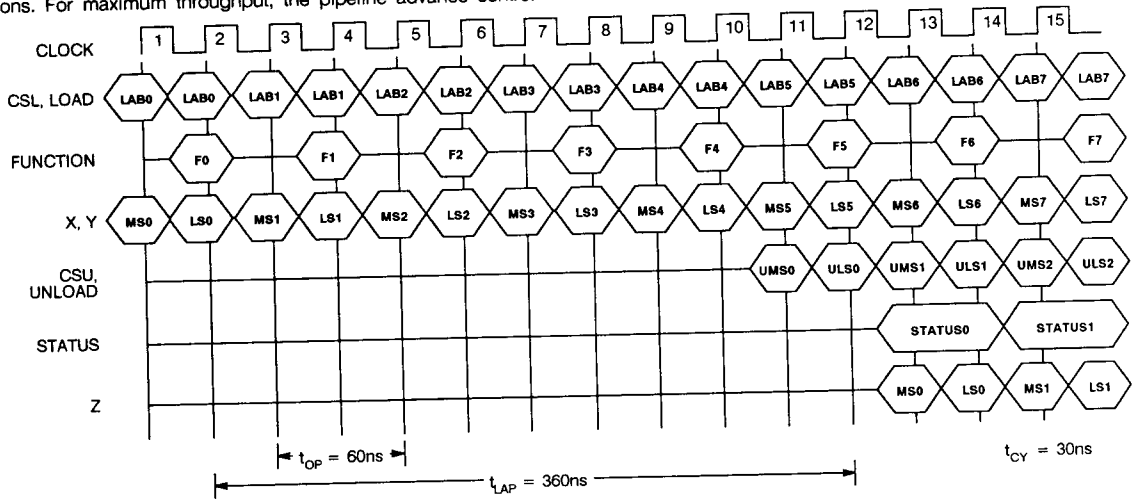 ions. For maximum throughput, the pipeline advance control
CLOCK 1 2 3 4 5 6 7 8 9 10 11 12 13 14 15
CSL, LOAD LAB0 LAB0 LAB1 LAB1 LAB2 LAB2 LAB3 LAB3 LAB4 LAB4 LAB5 LAB5 LAB6 LAB6 LAB7 LAB7
FUNCTION F0 F1 F2 F3 F4 F5 F6 F7
X, Y MS0 LS0 MS1 LS1 MS2 LS2 MS3 LS3 MS4 LS4 MS5 LS5 MS6 LS6 MS7 LS7
CSU, UMS0 ULS0 UMS1 ULS1 UMS2 ULS2
UNLOAD
STATUS STATUS0 STATUS1
Z MS0 LS0 MS1 LS1
tOP = 60ns
tCY = 30ns
tLAP = 360ns